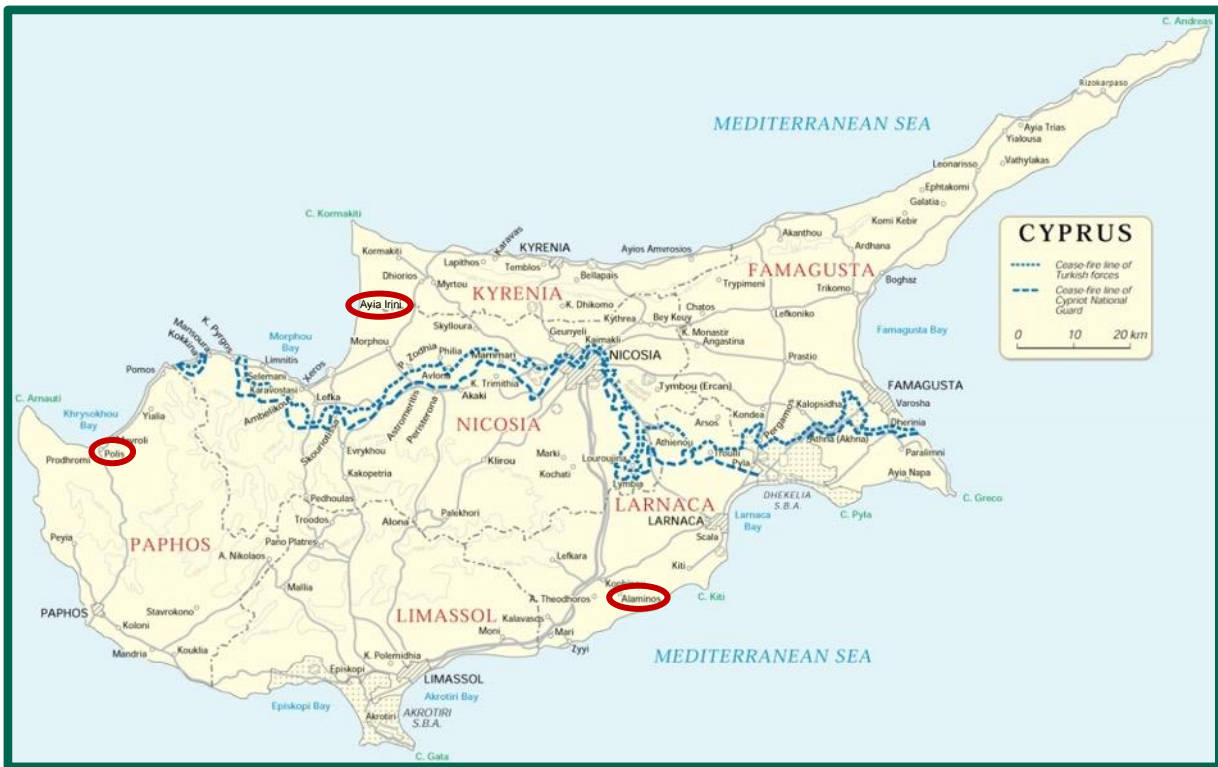 C. Andreas
Rizokarpaso
MEDITERRANEAN SEA
Ayia Trias
Yialousa
Leonarisso
Vathylakas
Ephtakomi
Galatia
C. Kormakiti
Komi Kebir
Karavas
KYRENIA
Akanthou
Kormakiti
Lapithos
Temblos
Ayios Amvrosios
Ardhana
Bellapais
Dhiorios
FAMAGUSTA
Boghaz
Myrtou
KYRENIA
Trypimeni
Trikomo
Ayia Irini
K. Dhikomo
Chatos
Kythrea
Bey Keuy
Lefkoniko
Skylloura
Geunyeli
K. Monastir
Famagusta Bay
Morphou Bay
Morphou
Kaimakli
Angastina
CYPRUS
Cease-fire line of
Turkish forces
Cease-fire line of
Cypriot National
Guard
0 10 20 km
K. Pyrgos
Mansoura
Kokkina
Limnitis
P. Zodhia
Philia
Mammari
NICOSIA
Prastio
Pomos
Selemani
Xeros
Avlona
K. Trimithia
Karavostasi
Tymbou (Ercan)
FAMAGUSTA
C. Arnauti
Lefka
Akaki
Varosha
Khrysokhou Bay
Yialia
Ambelikou
Astromeritis
Peristerona
NICOSIA
Kondea
Kalopsidha
Arsos
Pergamos
Dherinia
Mavroli
Skouriotissa
Athienou
Athna (Akhna)
Polis
Evrykhou
Marki
Troulli
Paralimni
Prodhromi
Klirou
Louroujina
Pyla
Kakopetria
Kochati
Lymbia
Ayia Napa
DHEKELIA
S.B.A.
C. Greco
Pedhoulas
LARNACA
C. Pyla
Palekhori
Troodos
Alona
LARNACA
Larnaca Bay
PAPHOS
Pano Platres
Scala
Peyia
A. Nikolaos
Lefkara
Kiti
Mallia
Kophinou
PAPHOS
Stavrokono
A. Theodhoros
Alaminos
C. Kiti
LIMASSOL
Kalavasos
Koloni
Moni
Mari
Mandria
Kouklia
K. Polemidhia
Zyyi
MEDITERRANEAN SEA
Episkopi
LIMASSOL
Akrotiri Bay
Episkopi Bay
Akrotiri
AKROTIRI
S.B.A.
C. Gata